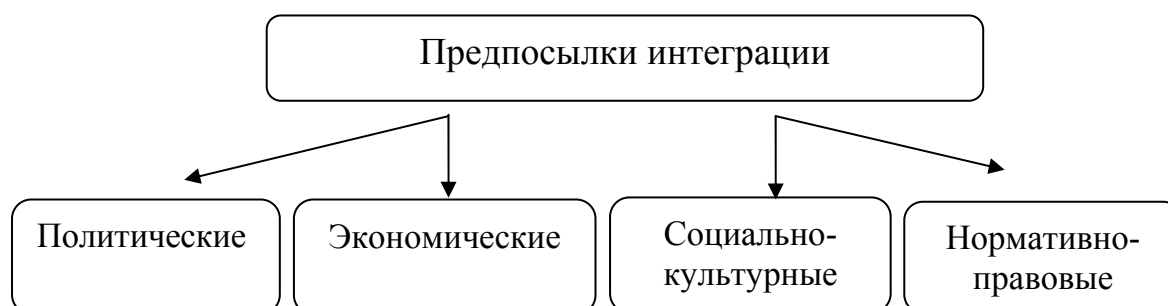 Предпосылки интеграции
Политические
Экономические
Социально-
культурные
Нормативно-
правовые